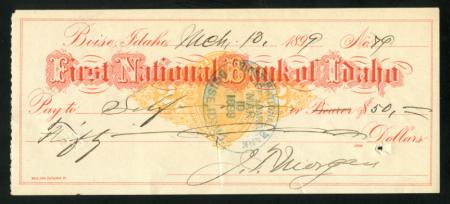 Boise, Idaho, Mch. 10, 1899 No. 79
First National Bank of Idaho
Pay to Self or Bearer $50.—
Fifty Dollars
J. S. Morgan